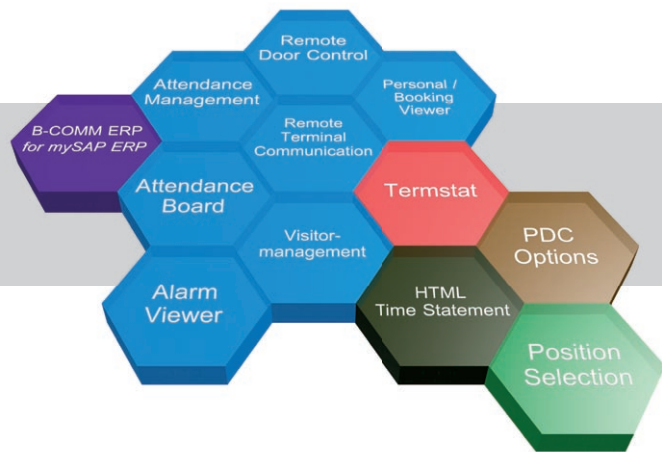 Remote
Door Control
Attendance
Management
Personal /
Booking
Viewer
B-COMM ERP
for mySAP ERP
Remote
Terminal
Communication
Attendance
Board
Termstat
Visitor-
management
PDC
Options
Alarm
Viewer
HTML
Time Statement
Position
Selection